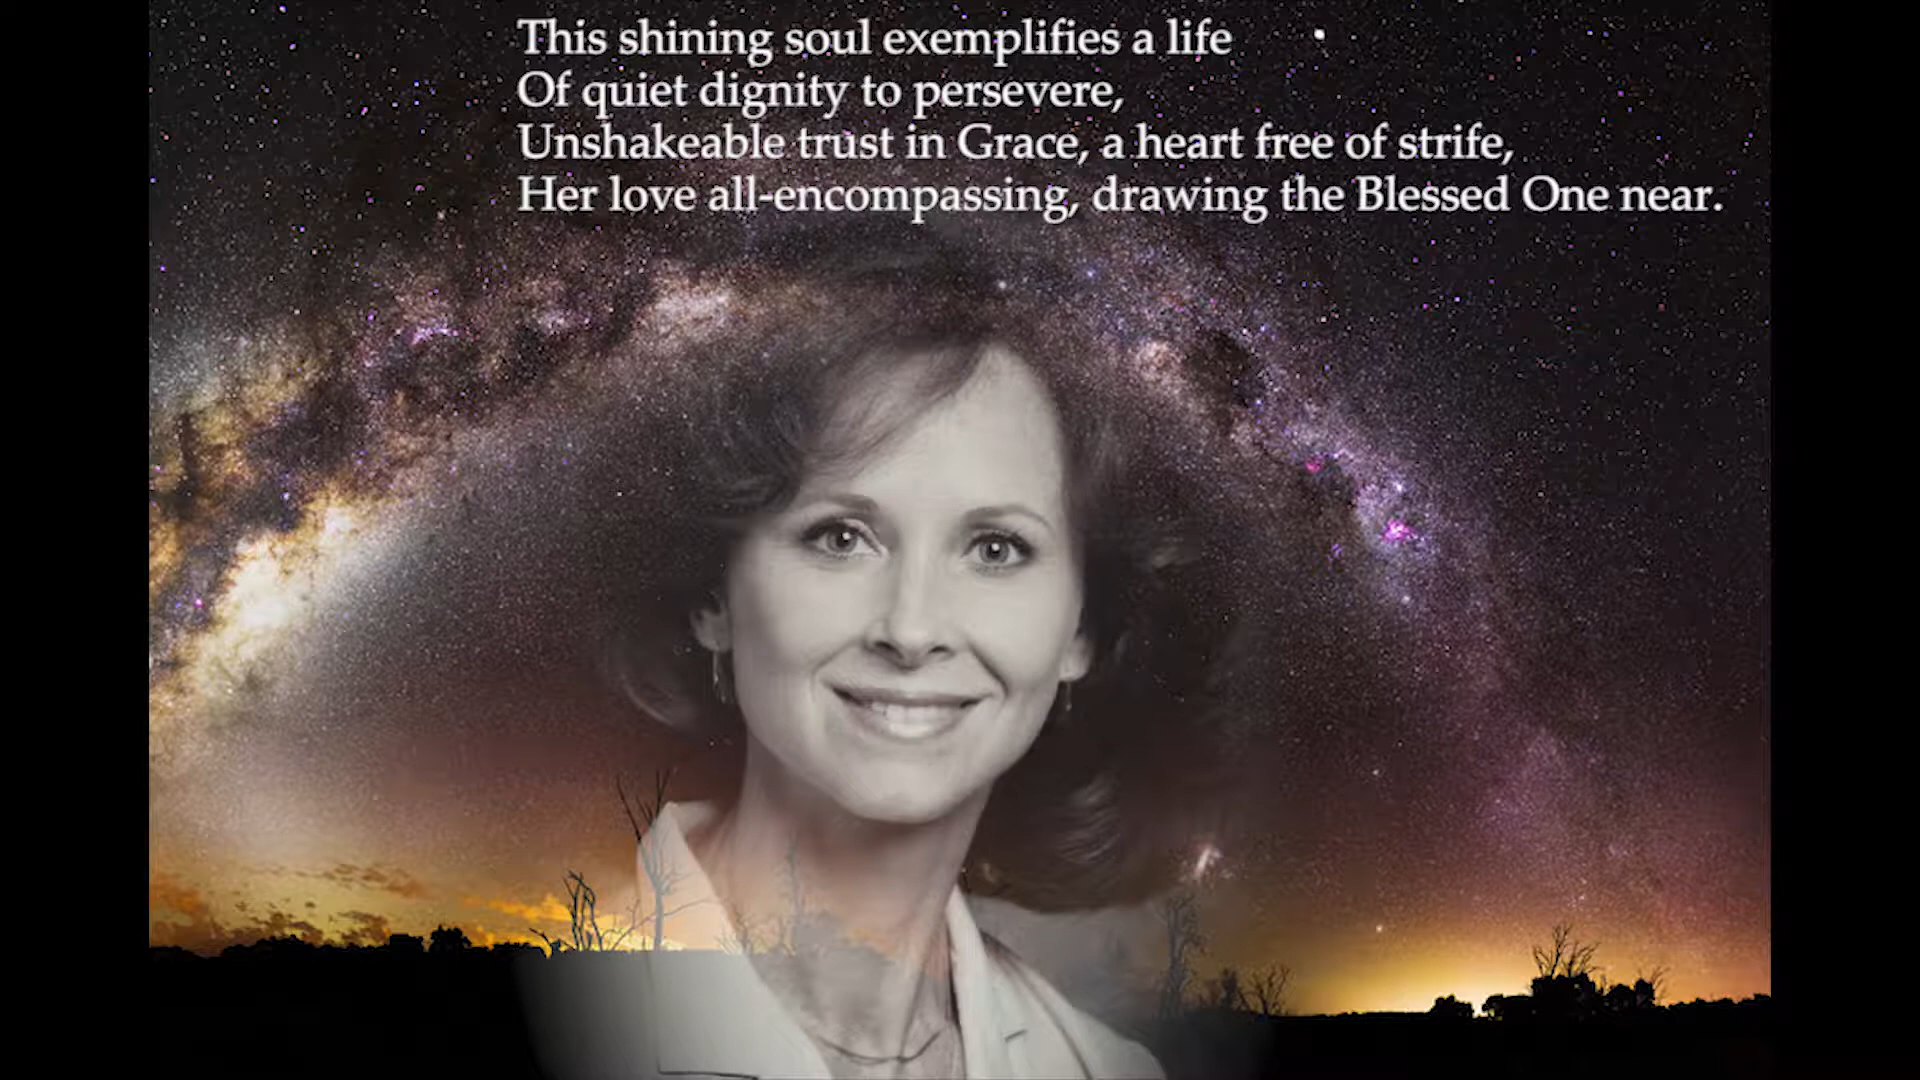 This shining soul exemplifies a life
Of quiet dignity to persevere,
Unshakeable trust in Grace, a heart free of strife,
Her love all-encompassing, drawing the Blessed One near.